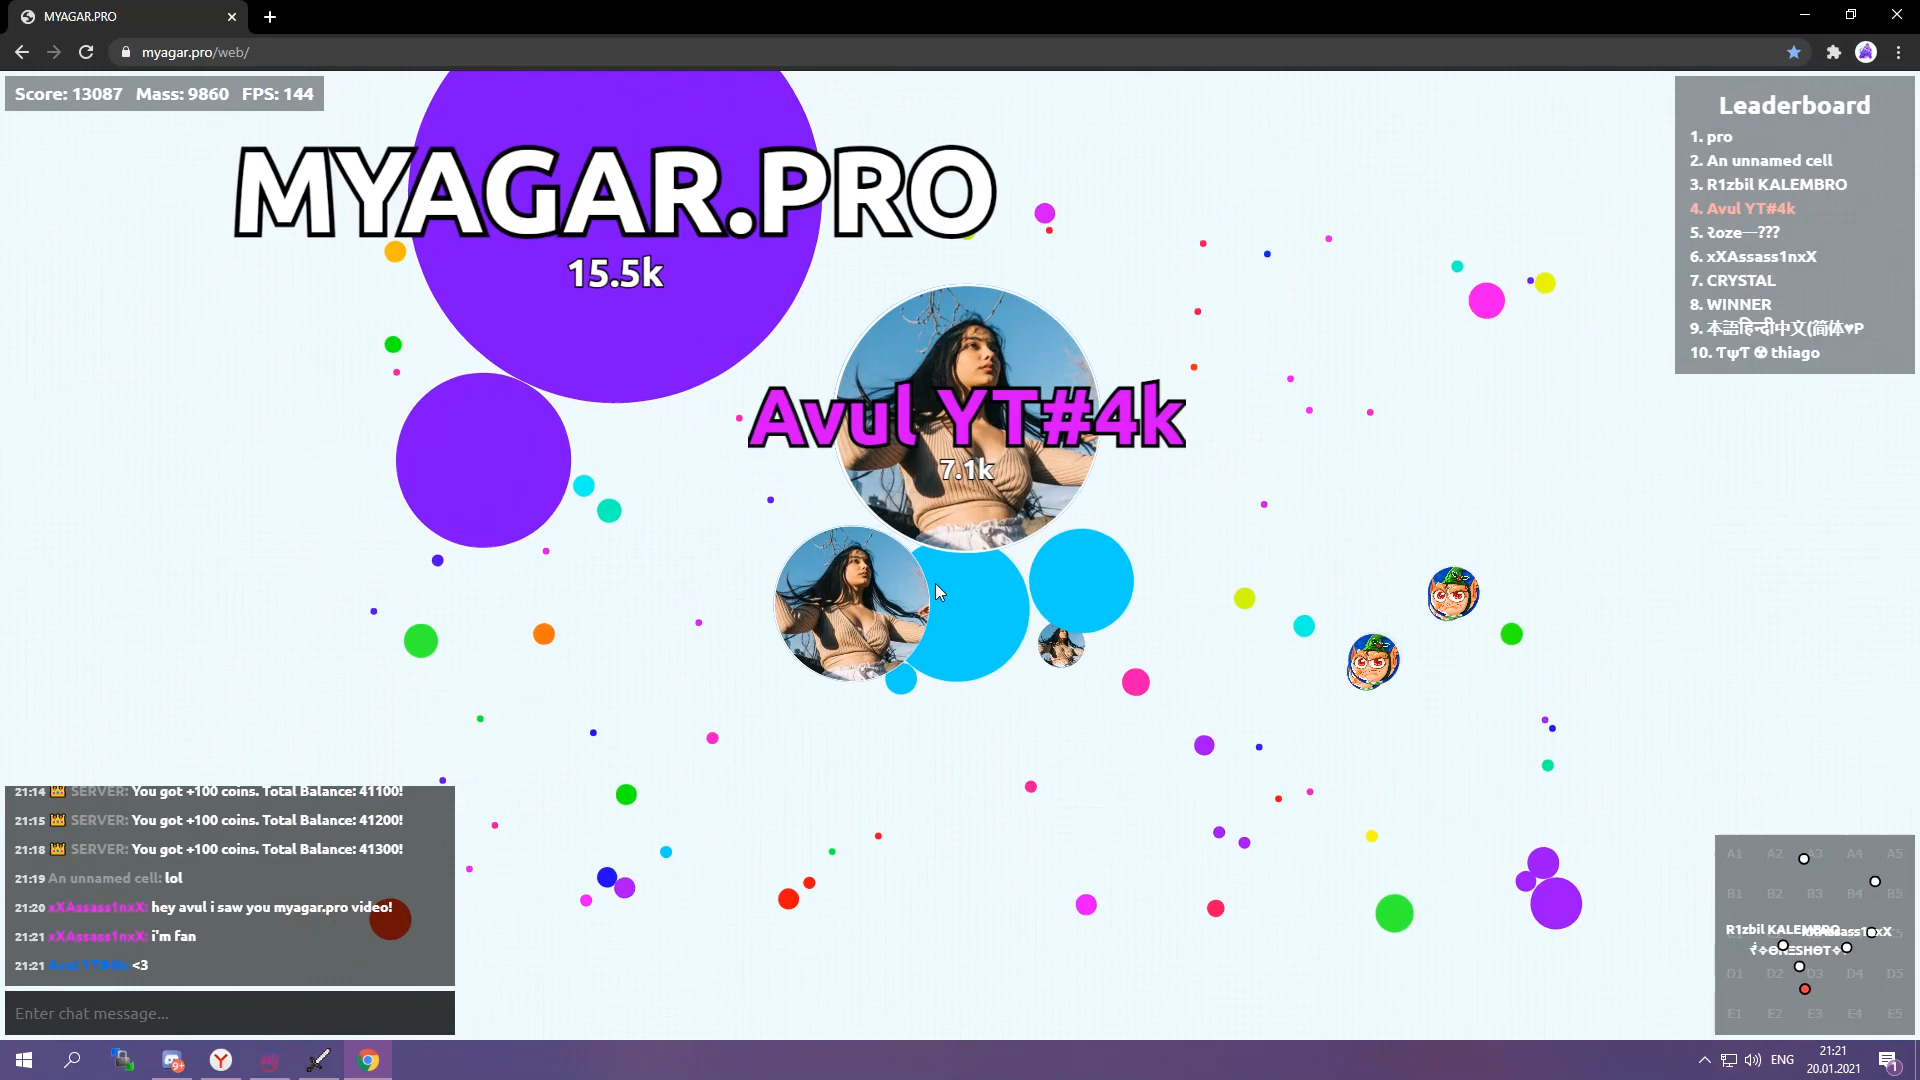 MYAGAR.PRO
myagar.pro/web/
Score: 13087 Mass: 9860 FPS: 144
MYAGAR.PRO
15.5k
Avul YT#4k
7.1k
Leaderboard
1. pro
2. An unnamed cell
3. R1zbil KALEMBRO
4. Avul YT#4k
5. Ꝛoze—???
6. xXAssass1nxX
7. CRYSTAL
8. WINNER
9. 本語हिन्दी中文(简体♥P
10. ƬψƬ ☢ thiago
21:14 SERVER: You got +100 coins. Total Balance: 41100!
21:15 SERVER: You got +100 coins. Total Balance: 41200!
21:18 SERVER: You got +100 coins. Total Balance: 41300!
21:19 An unnamed cell: lol
21:20 xXAssass1nxX: hey avul i saw you myagar.pro video!
21:21 xXAssass1nxX: i'm fan
21:21 Avul YT#4k: <3
Enter chat message...
A1 A2 A3 A4 A5
B1 B2 B3 B4 B5
R1zbil KALEMBRO xXAssass1nxX
D1 D2 D3 D4 D5
E1 E2 E3 E4 E5
9+
ENG
21:21
20.01.2021
1